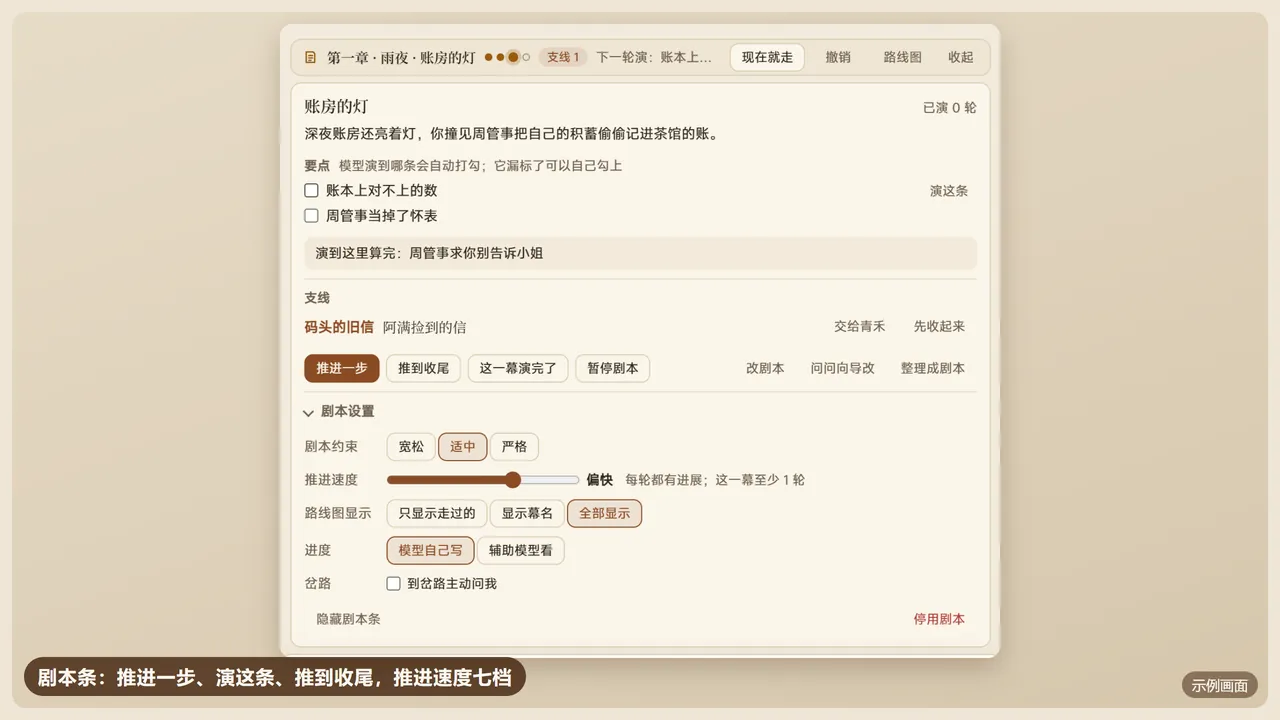 第一章 · 雨夜 · 账房的灯 支线 1 下一轮演：账本上... 现在就走 撤销 路线图 收起
账房的灯 已演 0 轮
深夜账房还亮着灯，你撞见周管事把自己的积蓄偷偷记进茶馆的账。
要点 模型演到哪条会自动打勾；它漏标了可以自己勾上
账本上对不上的数 演这条
周管事当掉了怀表
演到这里算完：周管事求你别告诉小姐
支线
码头的旧信 阿满捡到的信 交给青禾 先收起来
推进一步 推到收尾 这一幕演完了 暂停剧本 改剧本 问问向导改 整理成剧本
剧本设置
剧本约束 宽松 适中 严格
推进速度 偏快 每轮都有进展；这一幕至少 1 轮
路线图显示 只显示走过的 显示幕名 全部显示
进度 模型自己写 辅助模型看
岔路 到岔路主动问我
隐藏剧本条 停用剧本
剧本条：推进一步、演这条、推到收尾，推进速度七档
示例画面